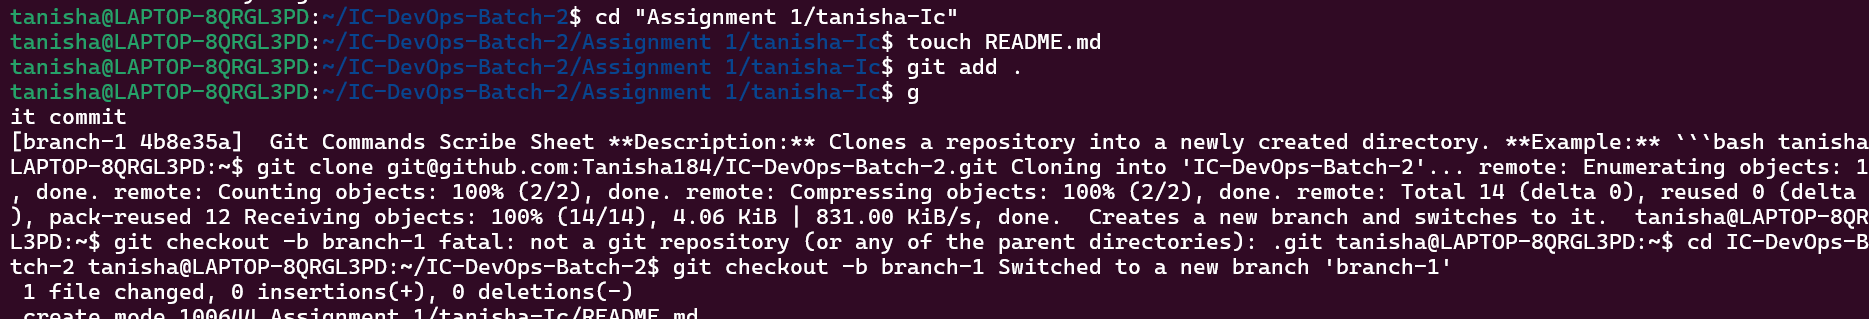 tanisha@LAPTOP-8QRGL3PD:~/IC-DevOps-Batch-2$ cd "Assignment 1/tanisha-Ic"
tanisha@LAPTOP-8QRGL3PD:~/IC-DevOps-Batch-2/Assignment 1/tanisha-Ic$ touch README.md
tanisha@LAPTOP-8QRGL3PD:~/IC-DevOps-Batch-2/Assignment 1/tanisha-Ic$ git add .
tanisha@LAPTOP-8QRGL3PD:~/IC-DevOps-Batch-2/Assignment 1/tanisha-Ic$ g
it commit
[branch-1 4b8e35a]  Git Commands Scribe Sheet **Description:** Clones a repository into a newly created directory. **Example:** ```bash tanisha
LAPTOP-8QRGL3PD:~$ git clone git@github.com:Tanisha184/IC-DevOps-Batch-2.git Cloning into 'IC-DevOps-Batch-2'... remote: Enumerating objects: 1
, done. remote: Counting objects: 100% (2/2), done. remote: Compressing objects: 100% (2/2), done. remote: Total 14 (delta 0), reused 0 (delta
), pack-reused 12 Receiving objects: 100% (14/14), 4.06 KiB | 831.00 KiB/s, done.  Creates a new branch and switches to it.  tanisha@LAPTOP-8QR
L3PD:~$ git checkout -b branch-1 fatal: not a git repository (or any of the parent directories): .git tanisha@LAPTOP-8QRGL3PD:~$ cd IC-DevOps-B
tch-2 tanisha@LAPTOP-8QRGL3PD:~/IC-DevOps-Batch-2$ git checkout -b branch-1 Switched to a new branch 'branch-1'
1 file changed, 0 insertions(+), 0 deletions(-)
create mode 100644 Assignment 1/tanisha-Ic/README.md